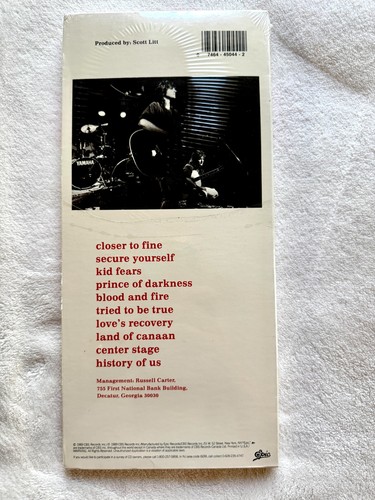 Produced by: Scott Litt
7464-45044-2
YAMAHA
closer to fine
secure yourself
kid fears
prince of darkness
blood and fire
tried to be true
love's recovery
land of canaan
center stage
history of us
Management: Russell Carter,
755 First National Bank Building,
Decatur, Georgia 30030
Epic